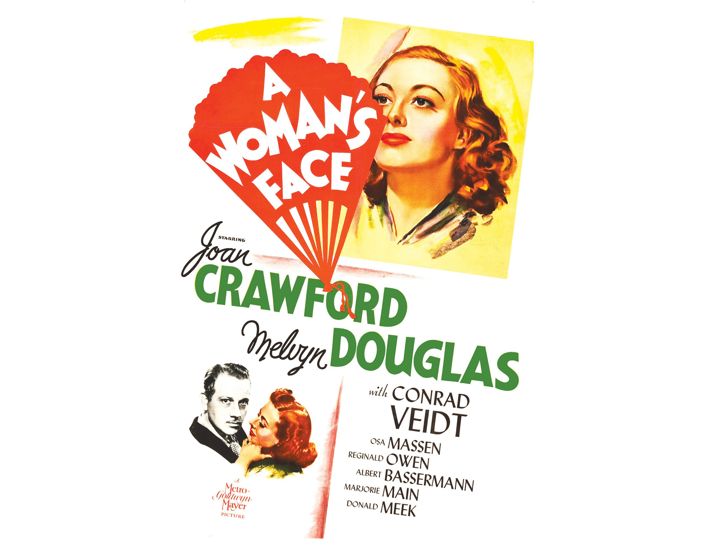 A
WOMAN'S
FACE
STARRING
Joan
CRAWFORD
Melvyn DOUGLAS
with CONRAD
VEIDT
OSA MASSEN
REGINALD OWEN
ALBERT BASSERMANN
MARJORIE MAIN
DONALD MEEK
A
Metro-
Goldwyn-
Mayer
PICTURE